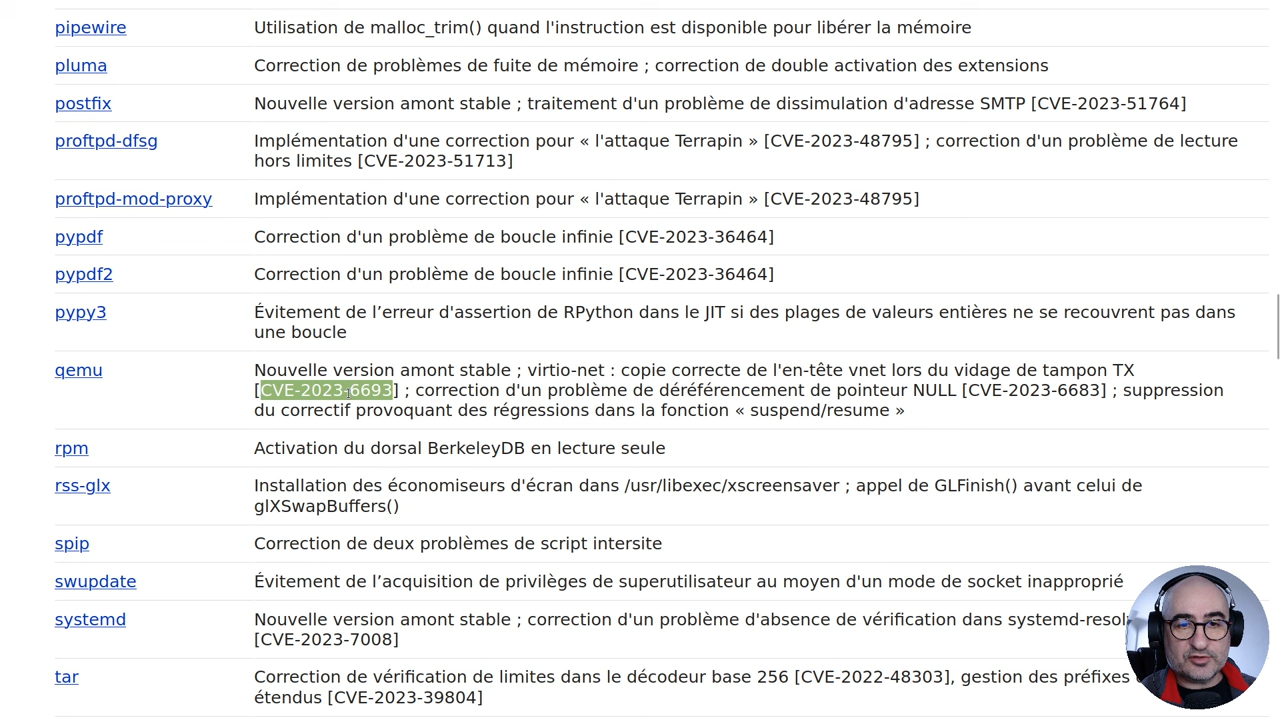 pipewire Utilisation de malloc_trim() quand l'instruction est disponible pour libérer la mémoire
pluma Correction de problèmes de fuite de mémoire ; correction de double activation des extensions
postfix Nouvelle version amont stable ; traitement d'un problème de dissimulation d'adresse SMTP [CVE-2023-51764]
proftpd-dfsg Implémentation d'une correction pour « l'attaque Terrapin » [CVE-2023-48795] ; correction d'un problème de lecture
hors limites [CVE-2023-51713]
proftpd-mod-proxy Implémentation d'une correction pour « l'attaque Terrapin » [CVE-2023-48795]
pypdf Correction d'un problème de boucle infinie [CVE-2023-36464]
pypdf2 Correction d'un problème de boucle infinie [CVE-2023-36464]
pypy3 Évitement de l’erreur d'assertion de RPython dans le JIT si des plages de valeurs entières ne se recouvrent pas dans
une boucle
qemu Nouvelle version amont stable ; virtio-net : copie correcte de l'en-tête vnet lors du vidage de tampon TX
[CVE-2023-6693] ; correction d'un problème de déréférencement de pointeur NULL [CVE-2023-6683] ; suppression
du correctif provoquant des régressions dans la fonction « suspend/resume »
rpm Activation du dorsal BerkeleyDB en lecture seule
rss-glx Installation des économiseurs d'écran dans /usr/libexec/xscreensaver ; appel de GLFinish() avant celui de
glXSwapBuffers()
spip Correction de deux problèmes de script intersite
swupdate Évitement de l’acquisition de privilèges de superutilisateur au moyen d'un mode de socket inapproprié
systemd Nouvelle version amont stable ; correction d'un problème d'absence de vérification dans
[CVE-2023-7008]
tar Correction de vérification de limites dans le décodeur base 256 [CVE-2022-48303], gestion des préfixes
étendus [CVE-2023-39804]